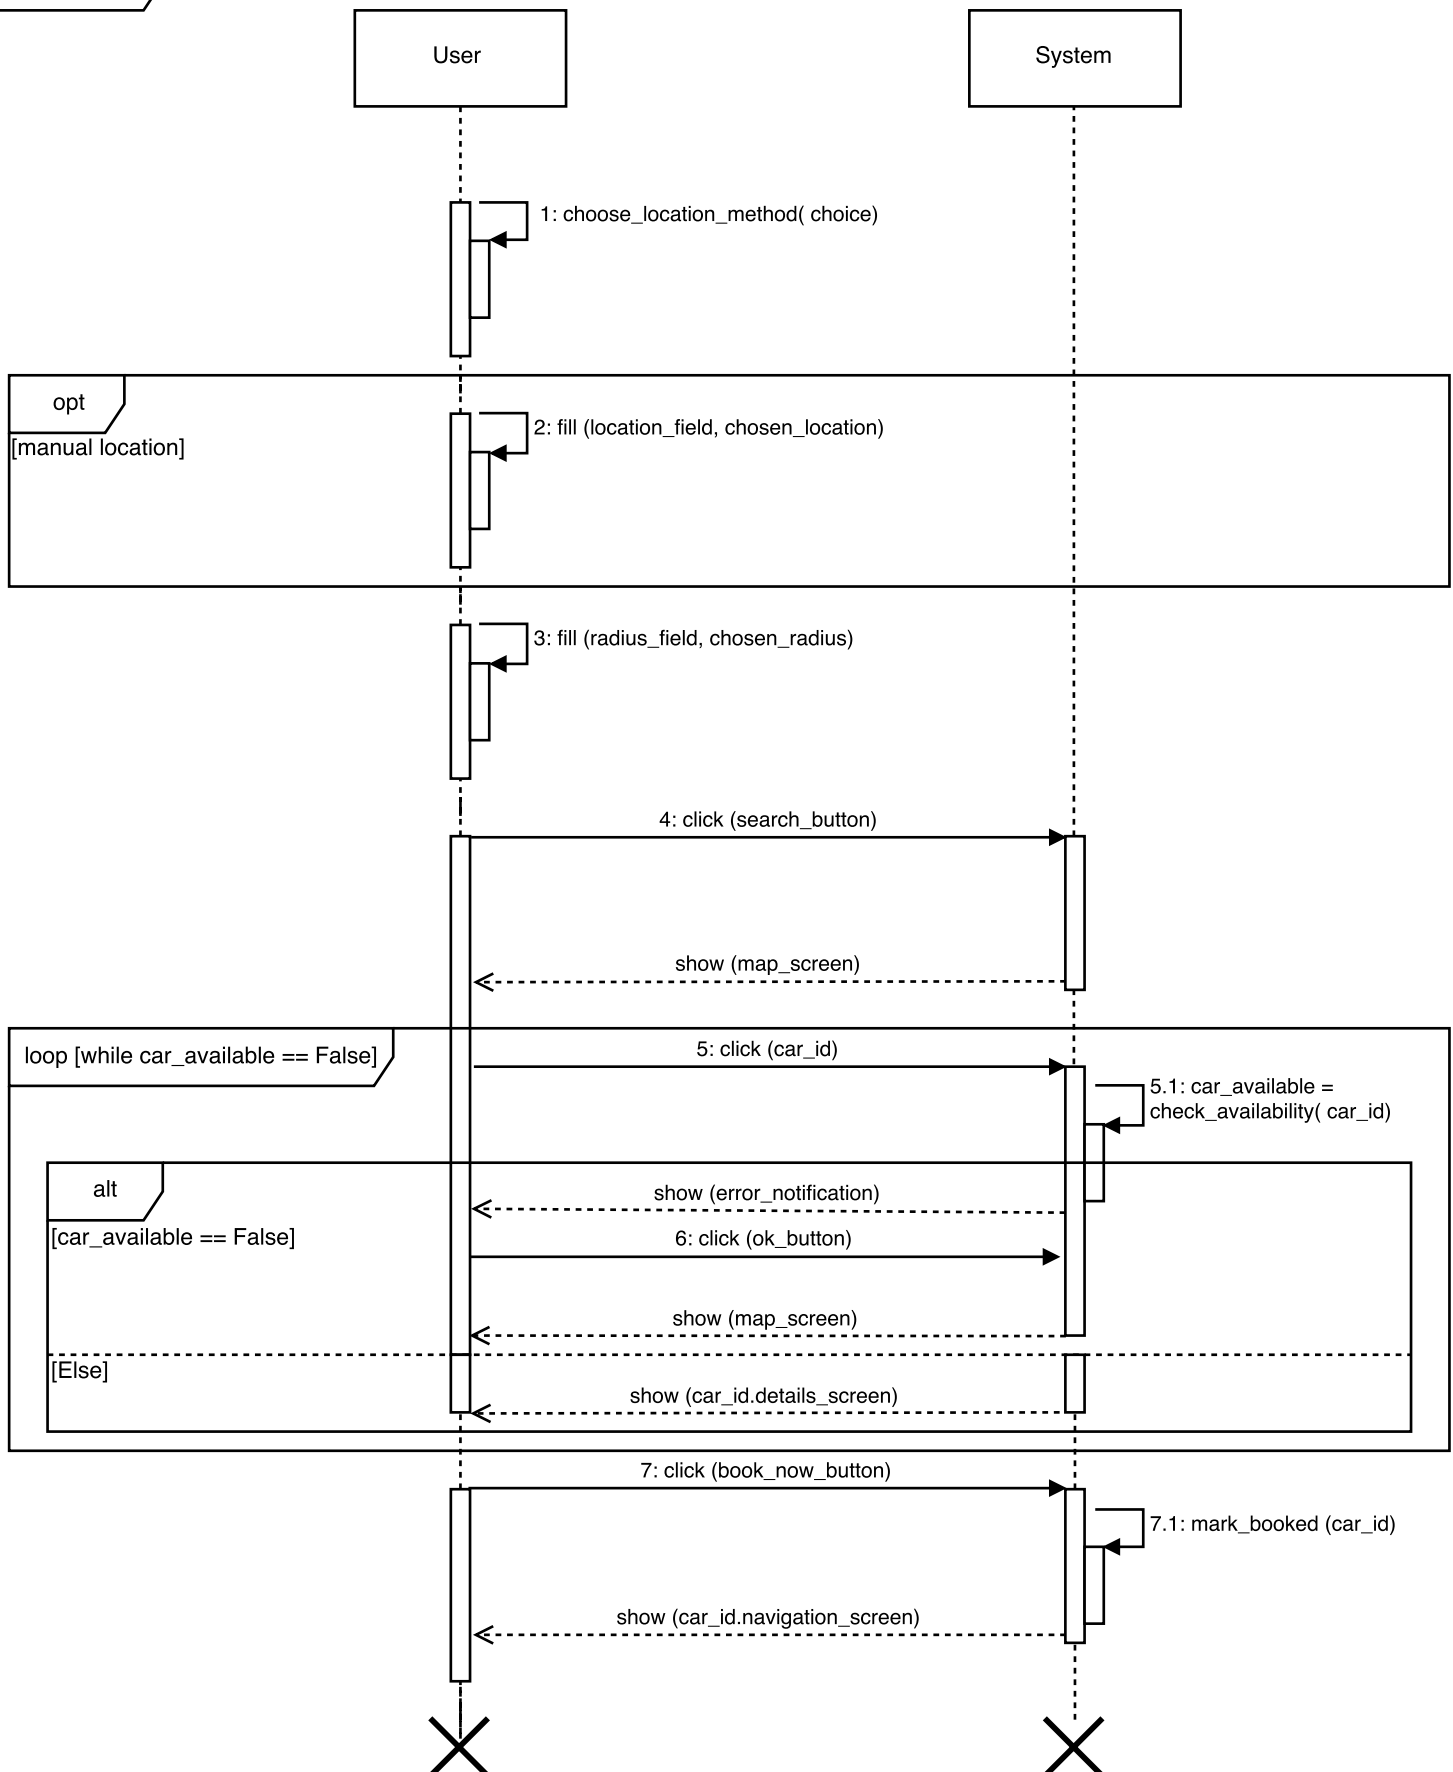 User
System
1: choose_location_method( choice)
opt
[manual location]
2: fill (location_field, chosen_location)
3: fill (radius_field, chosen_radius)
4: click (search_button)
show (map_screen)
loop [while car_available == False]
5: click (car_id)
5.1: car_available =
check_availability( car_id)
alt
[car_available == False]
show (error_notification)
6: click (ok_button)
show (map_screen)
[Else]
show (car_id.details_screen)
7: click (book_now_button)
7.1: mark_booked (car_id)
show (car_id.navigation_screen)